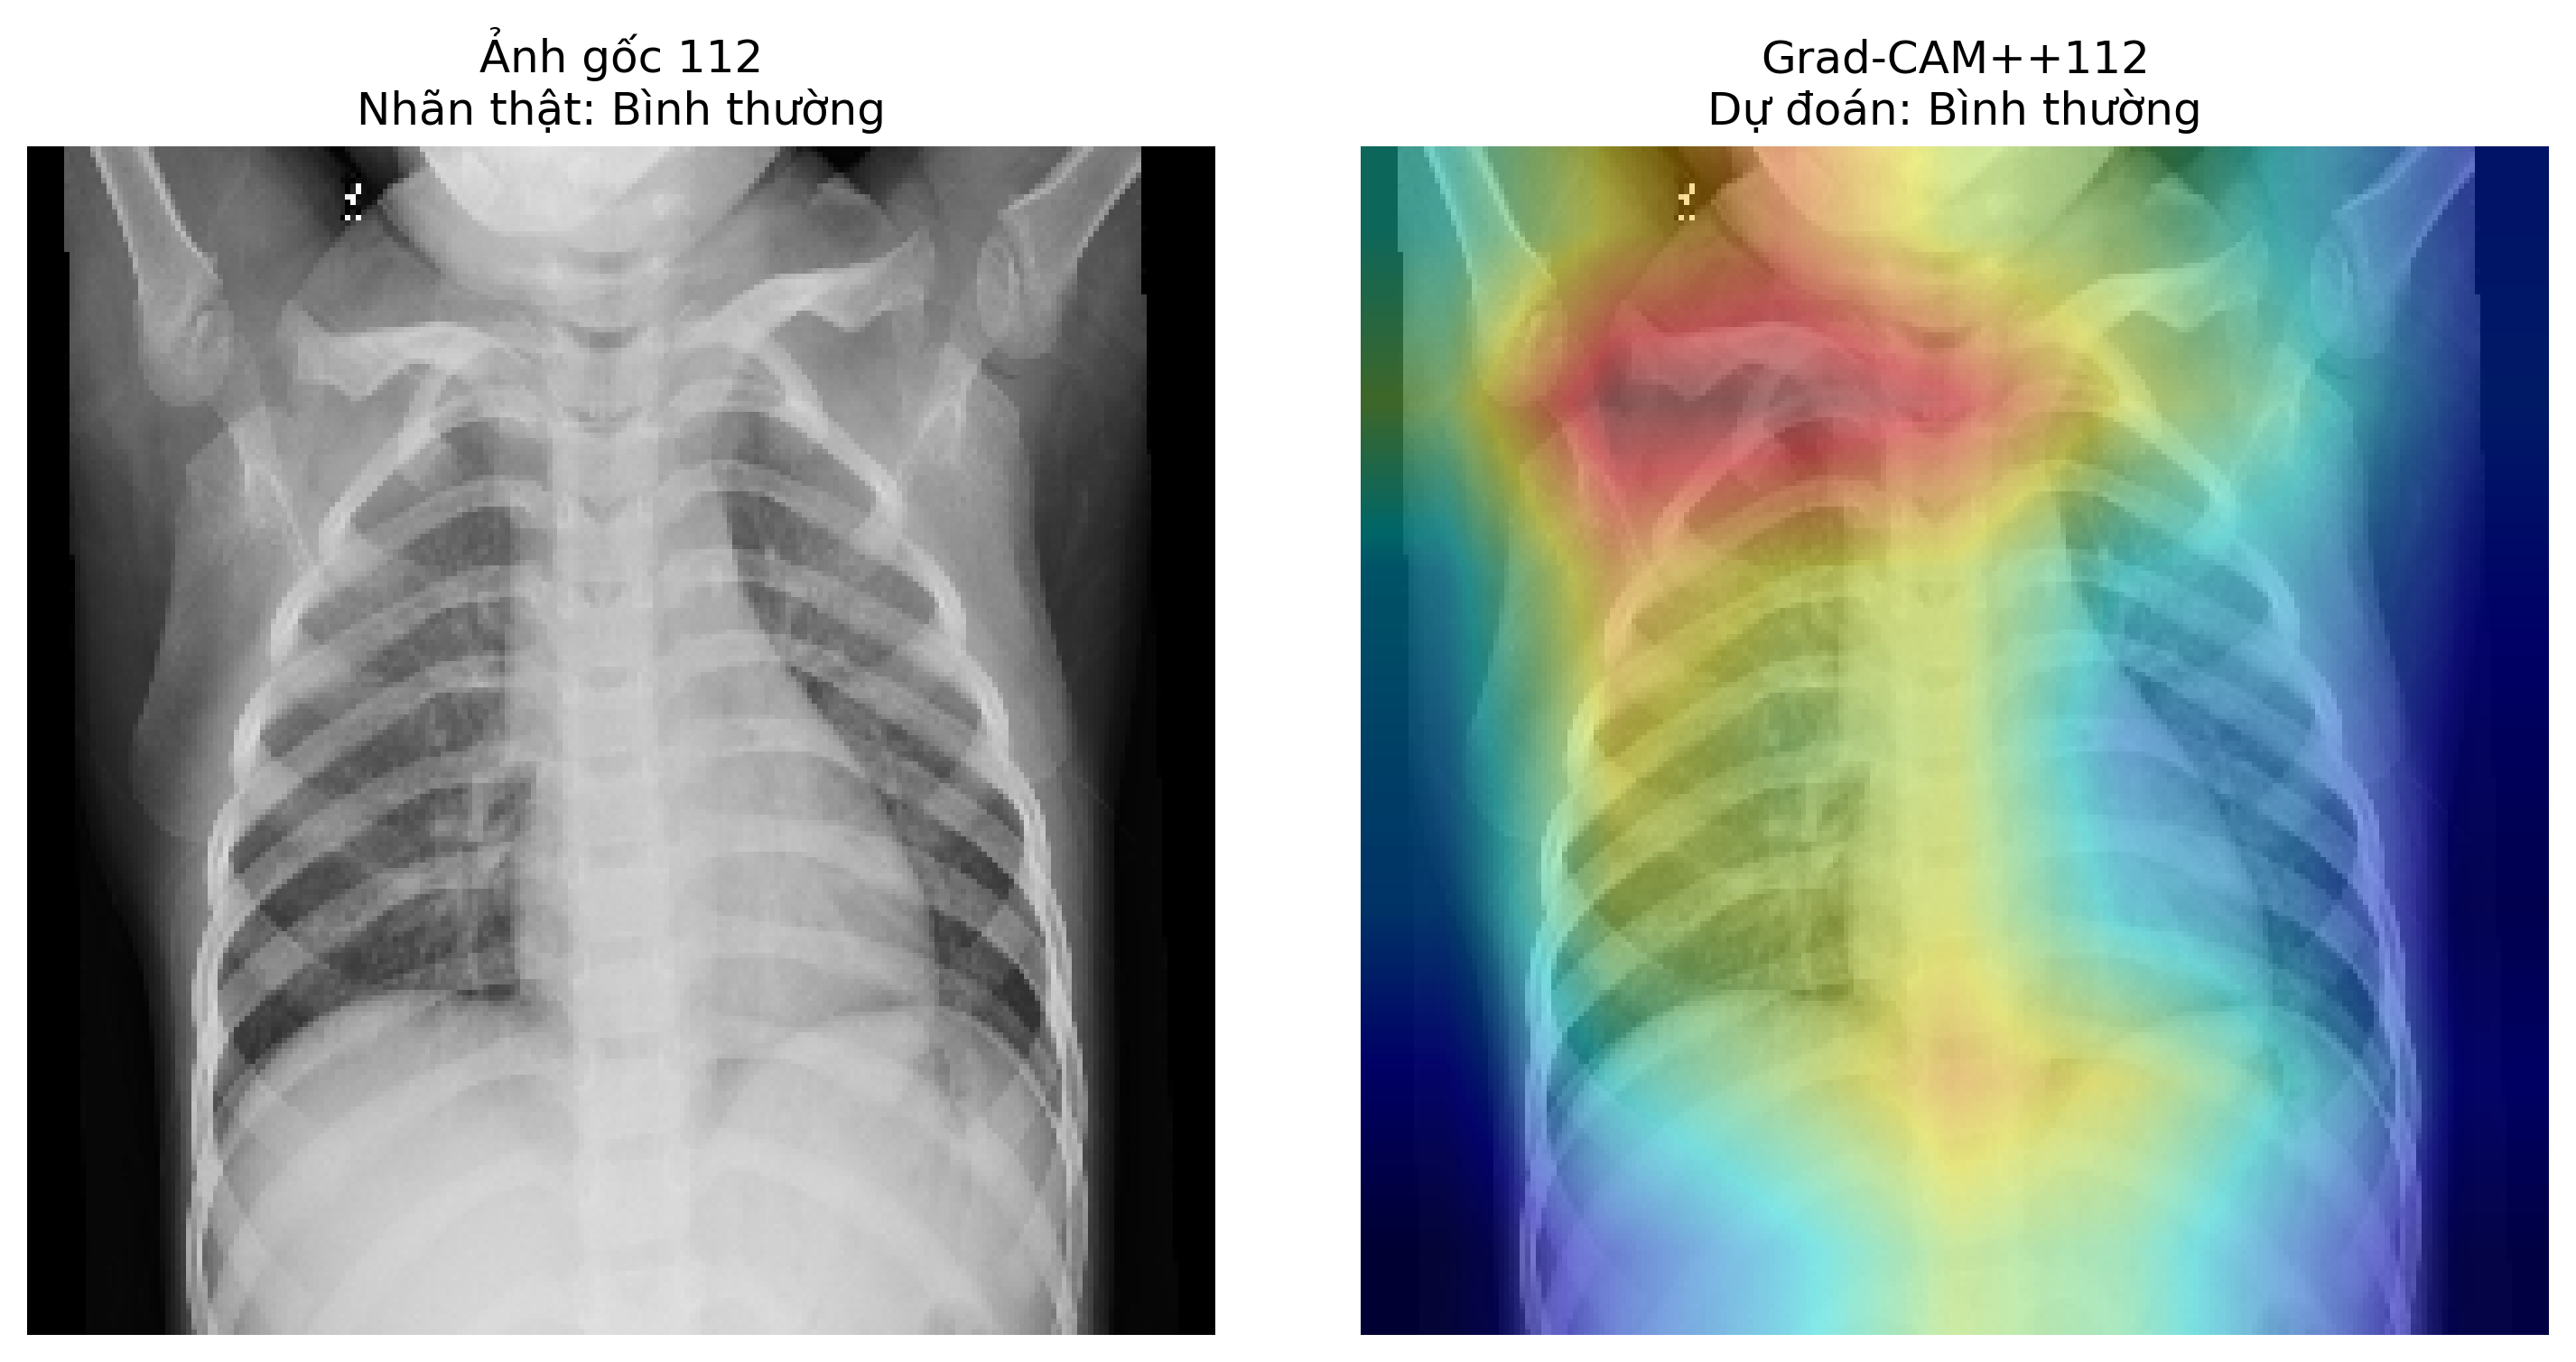 Ảnh gốc 112
Nhãn thật: Bình thường
Grad-CAM++112
Dự đoán: Bình thường